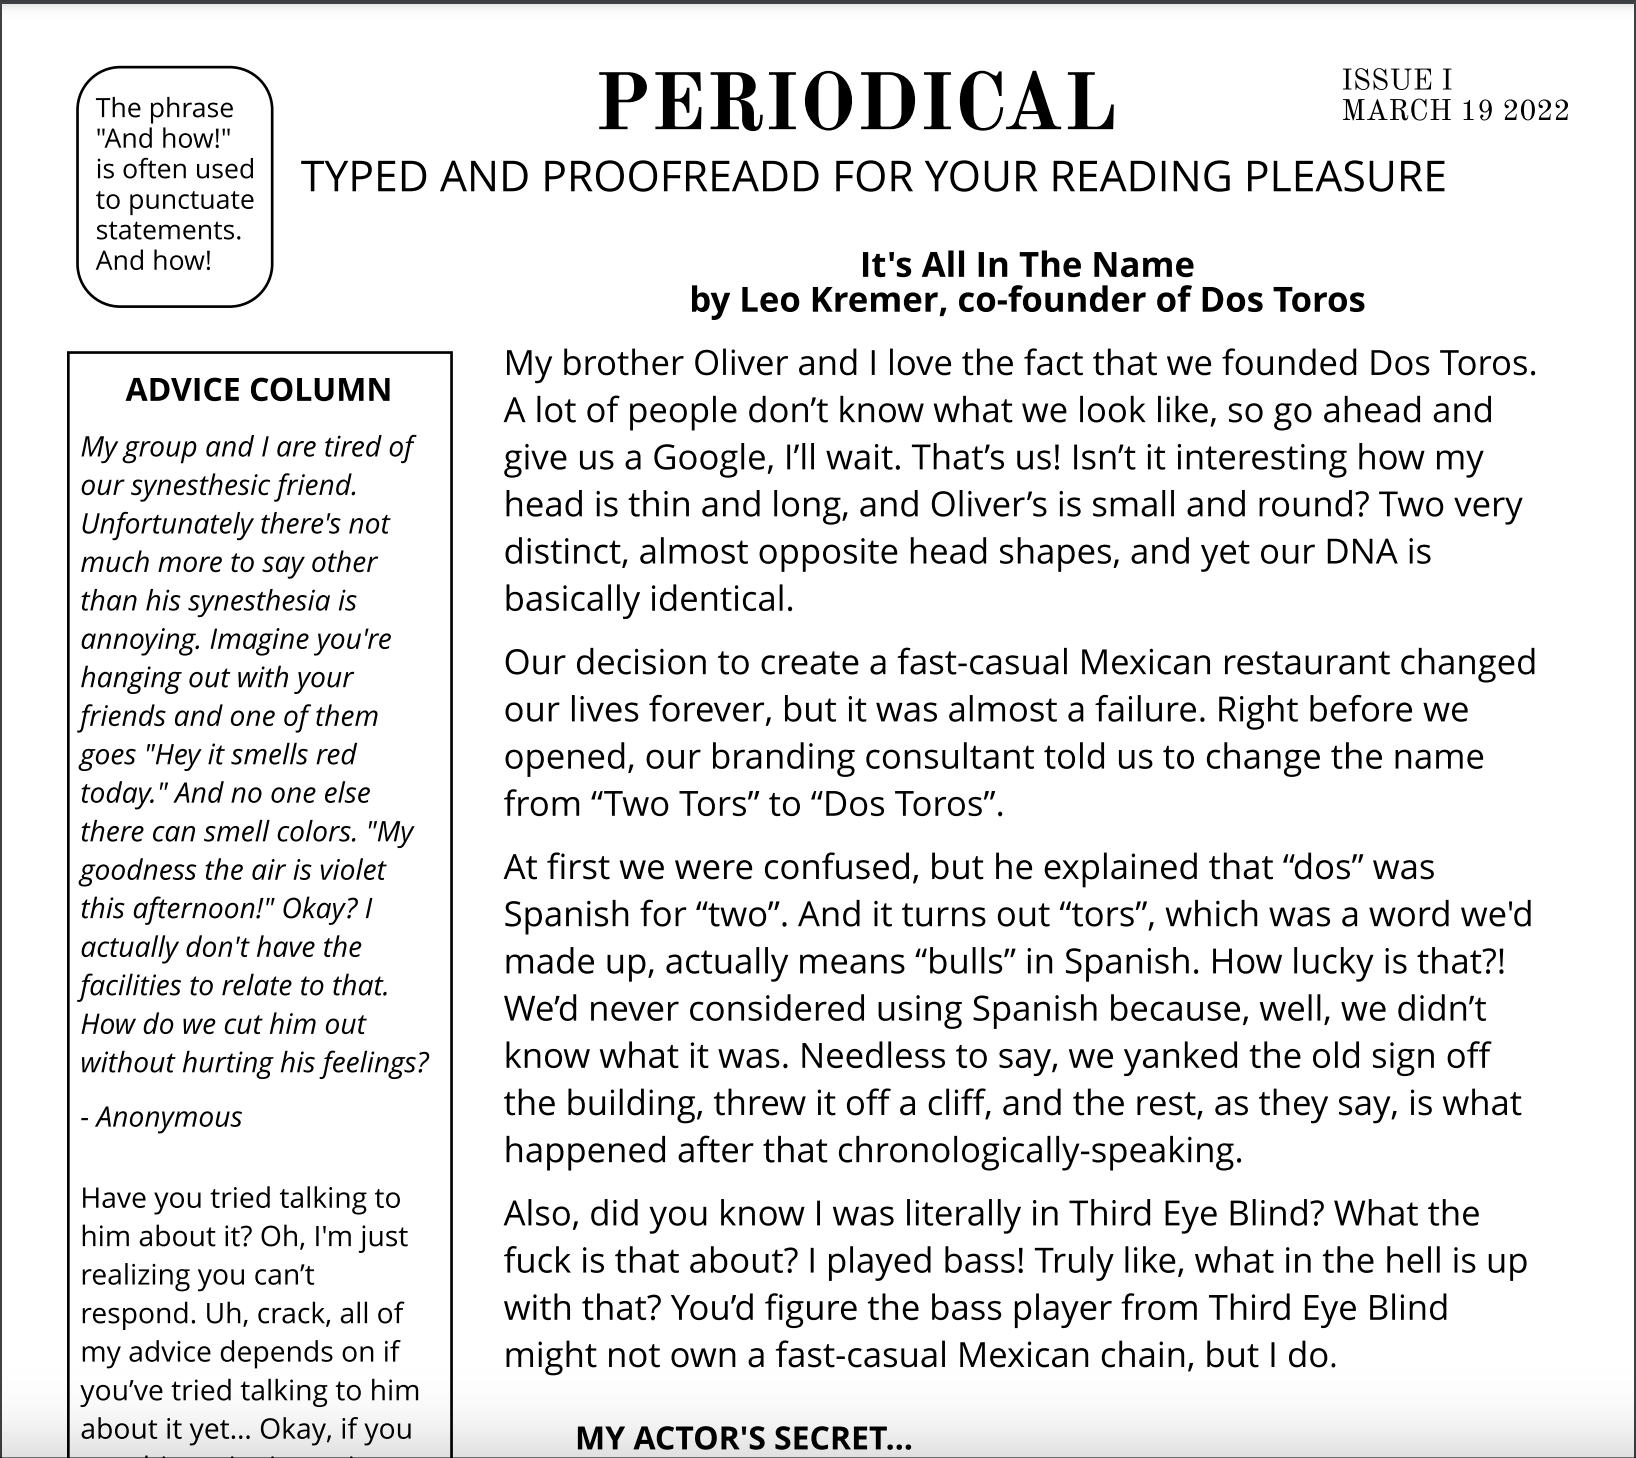 The phrase
"And how!"
is often used
to punctuate
statements.
And how!
PERIODICAL
ISSUE I
MARCH 19 2022
TYPED AND PROOFREADD FOR YOUR READING PLEASURE
ADVICE COLUMN
My group and I are tired of
our synesthesic friend.
Unfortunately there's not
much more to say other
than his synesthesia is
annoying. Imagine you're
hanging out with your
friends and one of them
goes "Hey it smells red
today." And no one else
there can smell colors. "My
goodness the air is violet
this afternoon!" Okay? I
actually don't have the
facilities to relate to that.
How do we cut him out
without hurting his feelings?
- Anonymous
Have you tried talking to
him about it? Oh, I'm just
realizing you can’t
respond. Uh, crack, all of
my advice depends on if
you’ve tried talking to him
about it yet... Okay, if you
It's All In The Name
by Leo Kremer, co-founder of Dos Toros
My brother Oliver and I love the fact that we founded Dos Toros.
A lot of people don’t know what we look like, so go ahead and
give us a Google, I’ll wait. That’s us! Isn’t it interesting how my
head is thin and long, and Oliver’s is small and round? Two very
distinct, almost opposite head shapes, and yet our DNA is
basically identical.
Our decision to create a fast-casual Mexican restaurant changed
our lives forever, but it was almost a failure. Right before we
opened, our branding consultant told us to change the name
from “Two Tors” to “Dos Toros”.
At first we were confused, but he explained that “dos” was
Spanish for “two”. And it turns out “tors”, which was a word we'd
made up, actually means “bulls” in Spanish. How lucky is that?!
We’d never considered using Spanish because, well, we didn’t
know what it was. Needless to say, we yanked the old sign off
the building, threw it off a cliff, and the rest, as they say, is what
happened after that chronologically-speaking.
Also, did you know I was literally in Third Eye Blind? What the
fuck is that about? I played bass! Truly like, what in the hell is up
with that? You’d figure the bass player from Third Eye Blind
might not own a fast-casual Mexican chain, but I do.
MY ACTOR'S SECRET...